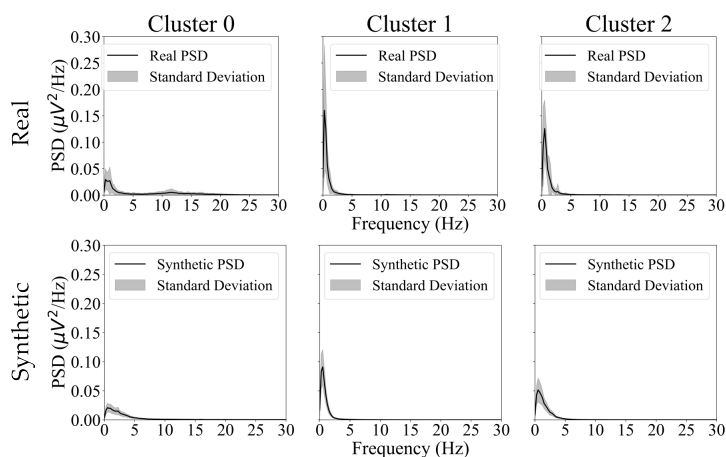 Cluster 0 Cluster 1 Cluster 2
Real
PSD (μV²/Hz)
0.30
0.25
0.20
0.15
0.10
0.05
0.00
Real PSD
Standard Deviation
Real PSD
Standard Deviation
Real PSD
Standard Deviation
0 5 10 15 20 25 30 0 5 10 15 20 25 30 0 5 10 15 20 25 30
Frequency (Hz)
Synthetic
PSD (μV²/Hz)
0.30
0.25
0.20
0.15
0.10
0.05
0.00
Synthetic PSD
Standard Deviation
Synthetic PSD
Standard Deviation
Synthetic PSD
Standard Deviation
0 5 10 15 20 25 30 0 5 10 15 20 25 30 0 5 10 15 20 25 30
Frequency (Hz)